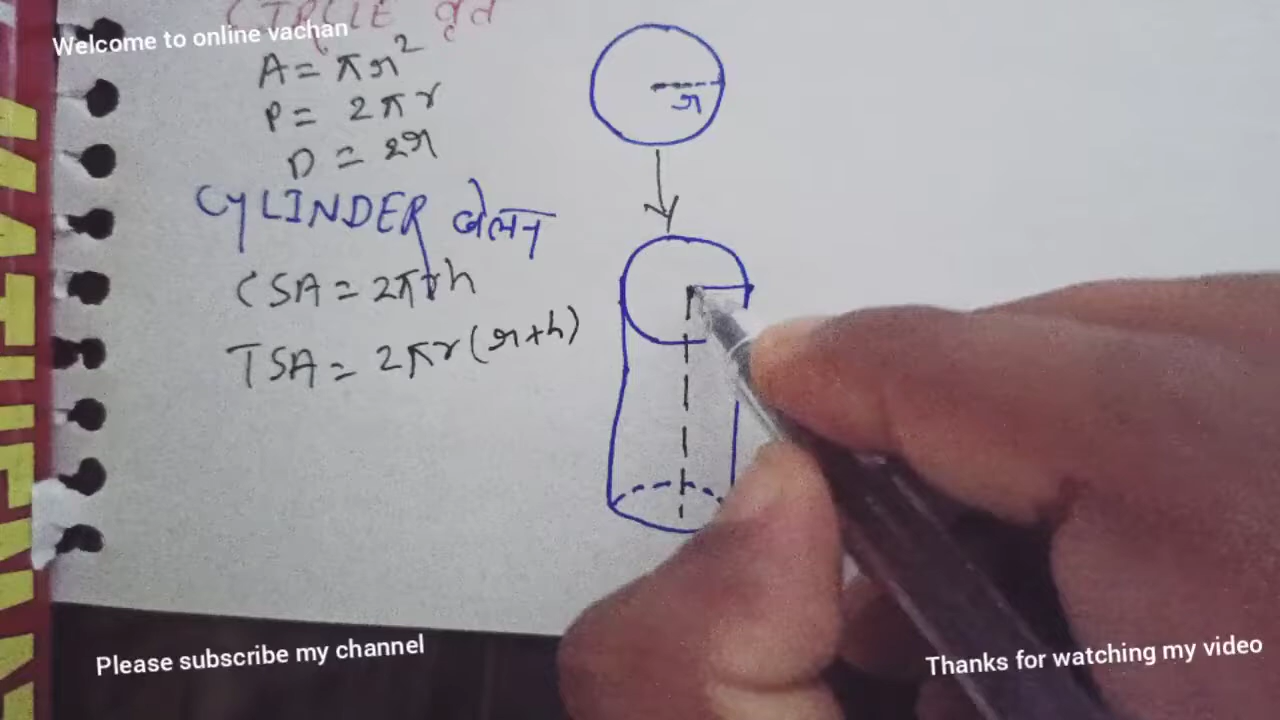 CIRCLE वृत
Welcome to online vachan
A = πr²
P = 2πr
D = 2r
r
CYLINDER बेलन
CSA = 2πrh
TSA = 2πr(r+h)
Please subscribe my channel
Thanks for watching my video